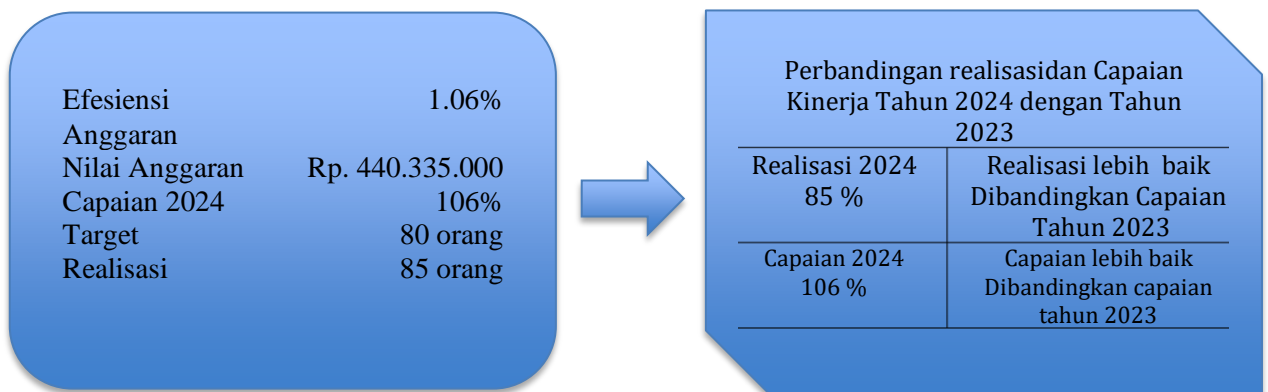 Efesiensi 1.06%
Anggaran
Nilai Anggaran Rp. 440.335.000
Capaian 2024 106%
Target 80 orang
Realisasi 85 orang
Perbandingan realisasidan Capaian
Kinerja Tahun 2024 dengan Tahun
2023
Realisasi 2024
85 %
Realisasi lebih baik
Dibandingkan Capaian
Tahun 2023
Capaian 2024
106 %
Capaian lebih baik
Dibandingkan capaian
tahun 2023